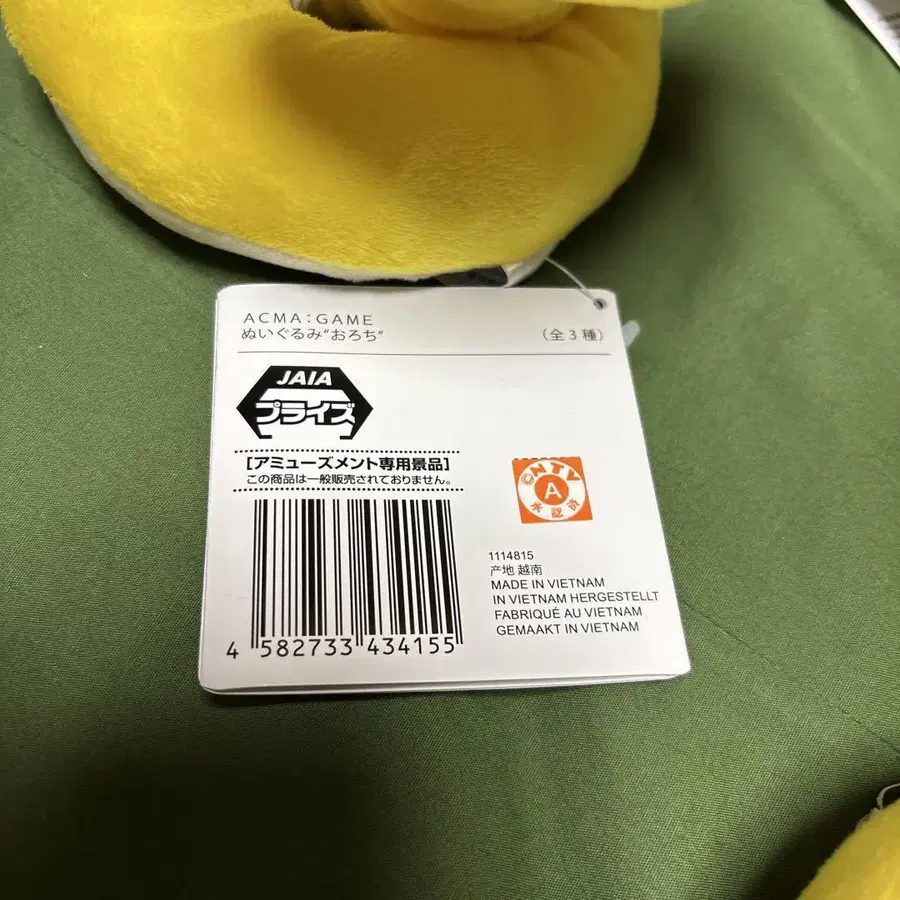 ACMA:GAME
ぬいぐるみ"おろち"
(全3種)
JAIA
プライズ
[アミューズメント専用景品]
この商品は一般販売されておりません。
4 582733 434155
CNTV
A
承認済
1114815
产地 越南
MADE IN VIETNAM
IN VIETNAM HERGESTELLT
FABRIQUÉ AU VIETNAM
GEMAAKT IN VIETNAM